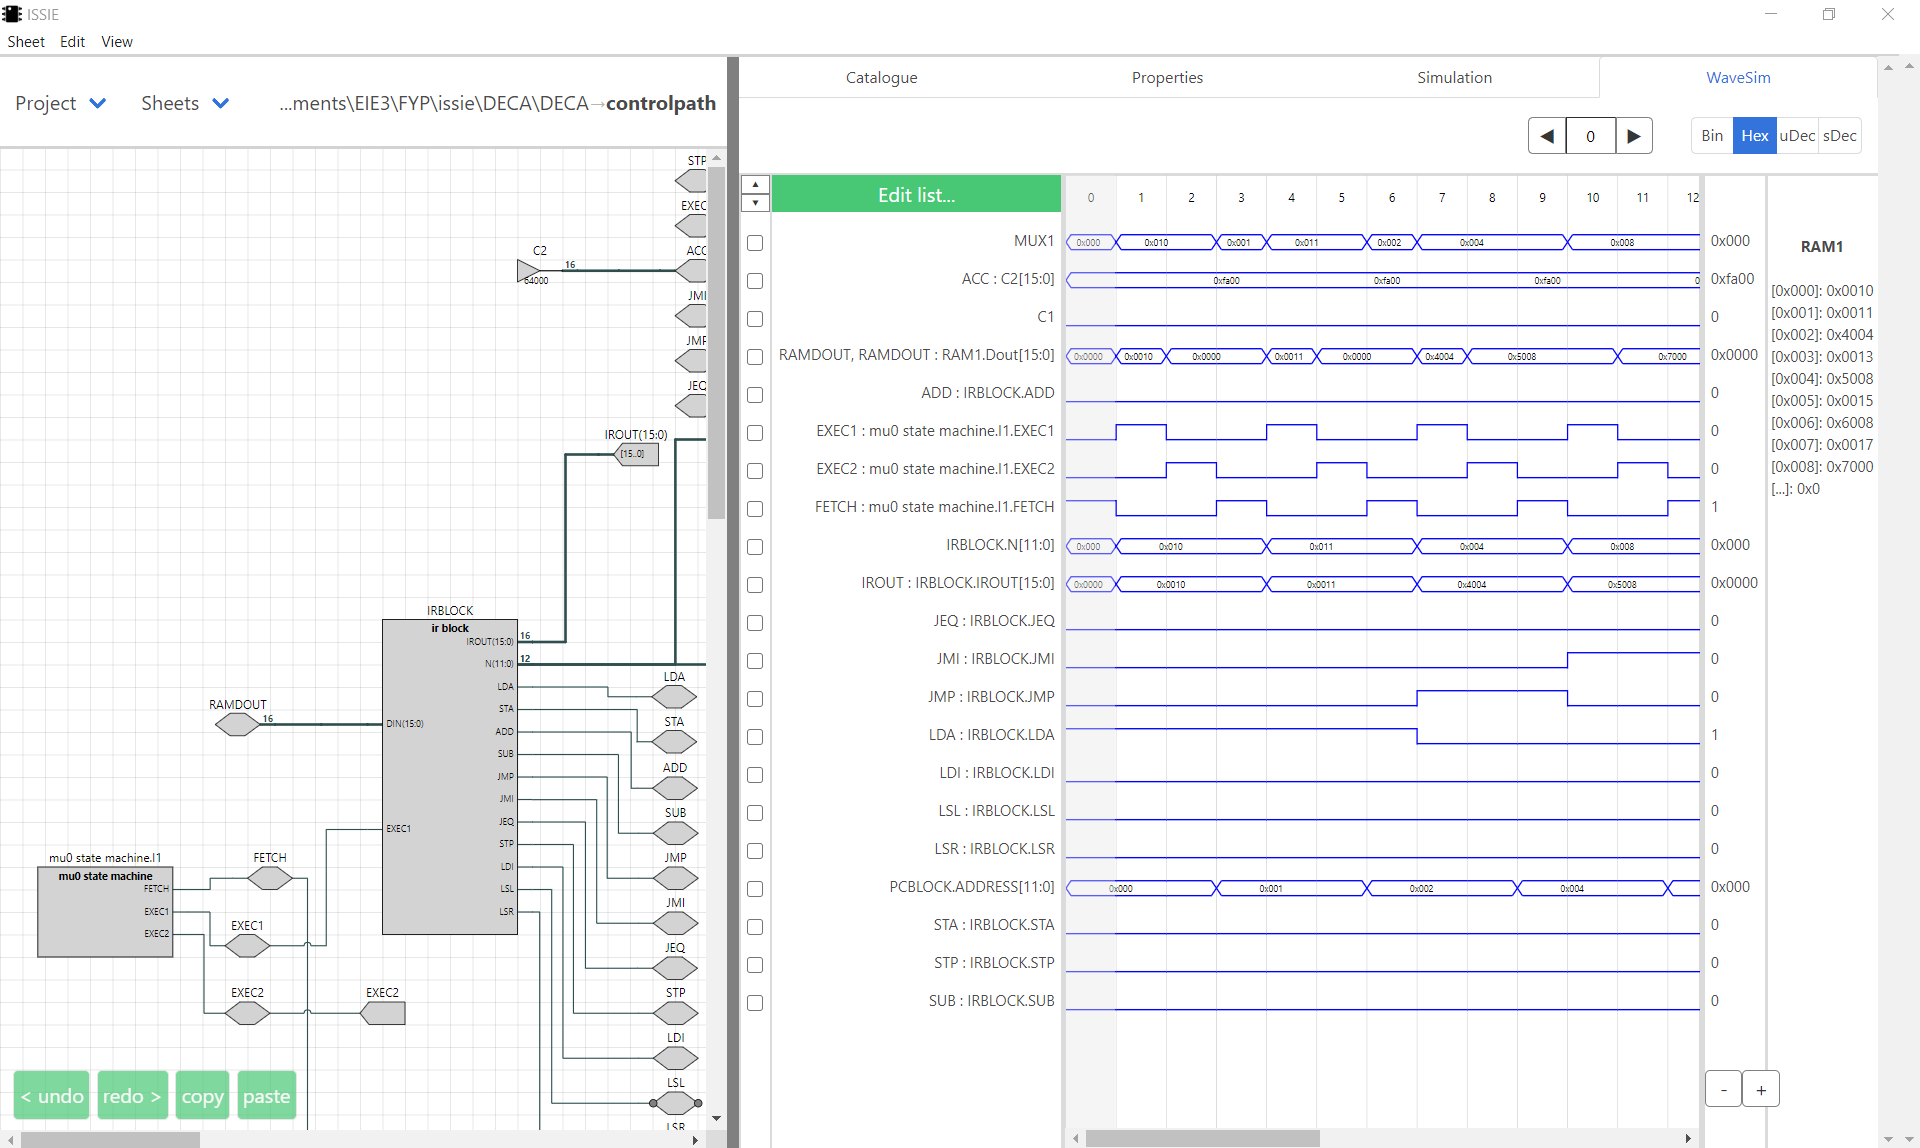 ISSIE
Sheet Edit View
Project Sheets ...ments\EIE3\FYP\issie\DECA\DECA→controlpath
Catalogue Properties Simulation WaveSim
◀ 0 ▶ Bin Hex uDec sDec
STP
EXEC
ACC
JMI
JMP
JEQ
C2
16
64000
IROUT(15:0)
[15..0]
IRBLOCK
ir block
IROUT(15:0) 16
N(11:0) 12
LDA
STA
ADD
SUB
JMP
JMI
JEQ
STP
LDI
LSL
LSR
DIN(15:0)
EXEC1
RAMDOUT
16
LDA
STA
ADD
SUB
JMP
JMI
JEQ
STP
LDI
LSL
LSR
mu0 state machine.I1
mu0 state machine
FETCH
EXEC1
EXEC2
FETCH
EXEC1
EXEC2
EXEC2
< undo redo > copy paste
Edit list... 0 1 2 3 4 5 6 7 8 9 10 11 12
MUX1 0x000 0x010 0x001 0x011 0x002 0x004 0x008 0x000
ACC : C2[15:0] 0xfa00 0xfa00 0xfa00 0 0xfa00
C1 0
RAMDOUT, RAMDOUT : RAM1.Dout[15:0] 0x0000 0x0010 0x0000 0x0011 0x0000 0x4004 0x5008 0x7000 0x0000
ADD : IRBLOCK.ADD 0
EXEC1 : mu0 state machine.I1.EXEC1 0
EXEC2 : mu0 state machine.I1.EXEC2 0
FETCH : mu0 state machine.I1.FETCH 1
IRBLOCK.N[11:0] 0x000 0x010 0x011 0x004 0x008 0x000
IROUT : IRBLOCK.IROUT[15:0] 0x0000 0x0010 0x0011 0x4004 0x5008 0x0000
JEQ : IRBLOCK.JEQ 0
JMI : IRBLOCK.JMI 0
JMP : IRBLOCK.JMP 0
LDA : IRBLOCK.LDA 1
LDI : IRBLOCK.LDI 0
LSL : IRBLOCK.LSL 0
LSR : IRBLOCK.LSR 0
PCBLOCK.ADDRESS[11:0] 0x000 0x001 0x002 0x004 0x000
STA : IRBLOCK.STA 0
STP : IRBLOCK.STP 0
SUB : IRBLOCK.SUB 0
RAM1
[0x000]: 0x0010
[0x001]: 0x0011
[0x002]: 0x4004
[0x003]: 0x0013
[0x004]: 0x5008
[0x005]: 0x0015
[0x006]: 0x6008
[0x007]: 0x0017
[0x008]: 0x7000
[...]: 0x0
- +